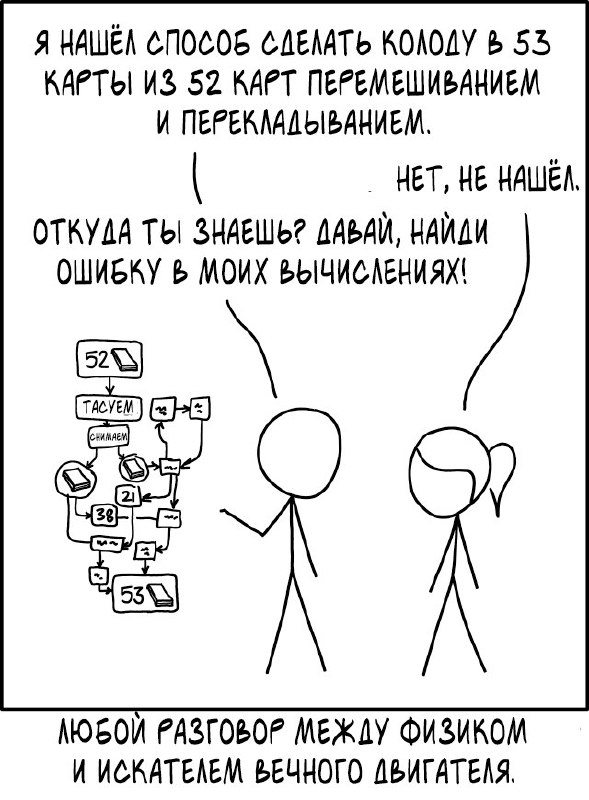 Я НАШЁЛ СПОСОБ СДЕЛАТЬ КОЛОДУ В 53
КАРТЫ ИЗ 52 КАРТ ПЕРЕМЕШИВАНИЕМ
И ПЕРЕКЛАДЫВАНИЕМ.
НЕТ, НЕ НАШЁЛ.
ОТКУДА ТЫ ЗНАЕШЬ? ДАВАЙ, НАЙДИ
ОШИБКУ В МОИХ ВЫЧИСЛЕНИЯХ!
52
ТАСУЕМ
СНИМАЕМ
21
38
53
ЛЮБОЙ РАЗГОВОР МЕЖДУ ФИЗИКОМ
И ИСКАТЕЛЕМ ВЕЧНОГО ДВИГАТЕЛЯ.